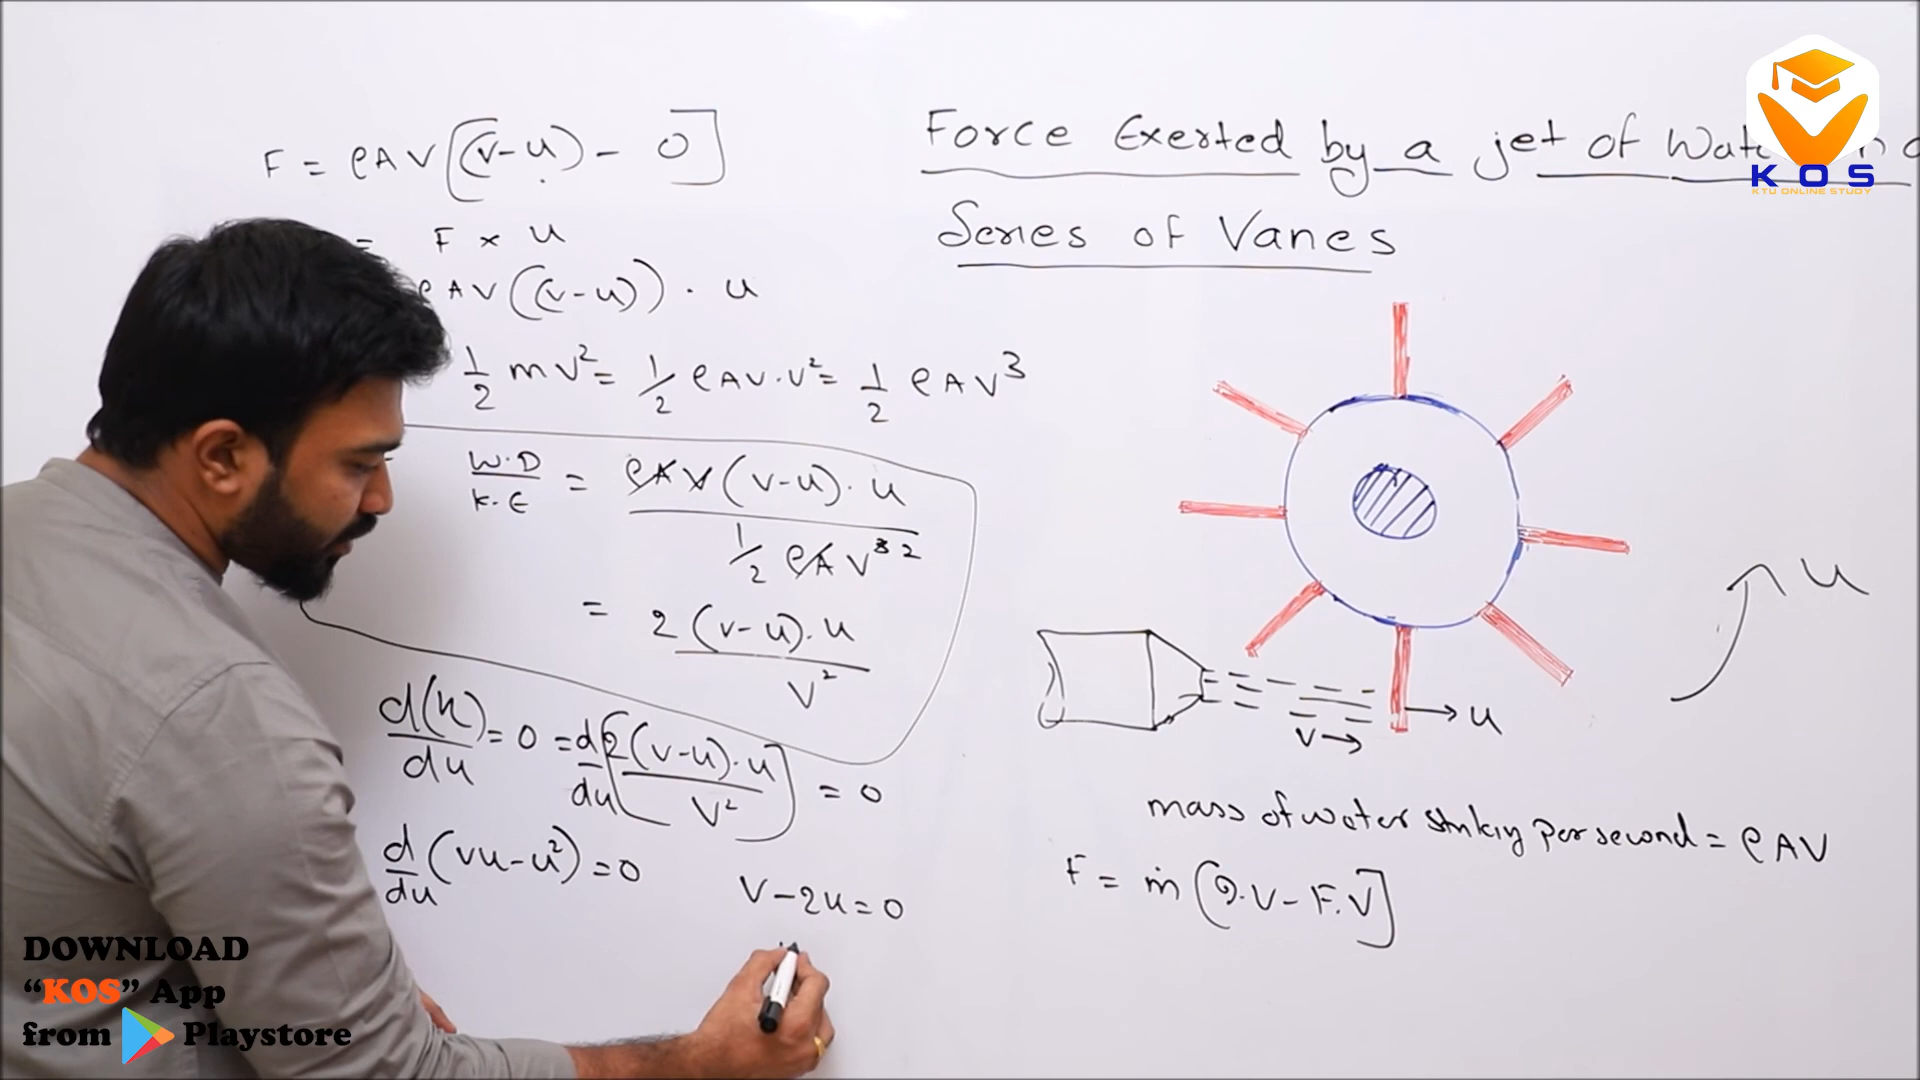 Force Exerted by a jet of Wat
Series of Vanes
F = ρAV[(V-u) - 0]
= F × u
ρAV((V-u)) · u
1/2 mV² = 1/2 ρAV·V² = 1/2 ρAV³
W·D/K·E = ρAV(V-u)·u / 1/2 ρAV³ 2
= 2(V-u)·u / V²
d(η)/du = 0 = d/du[2(V-u)·u / V²] = 0
d/du (Vu-u²) = 0
V-2u=0
u
V→
→u
mass of water striking per second = ρAV
F = ṁ(I·V - F.V]
KOS
KTU ONLINE STUDY
DOWNLOAD
“KOS” App
from Playstore